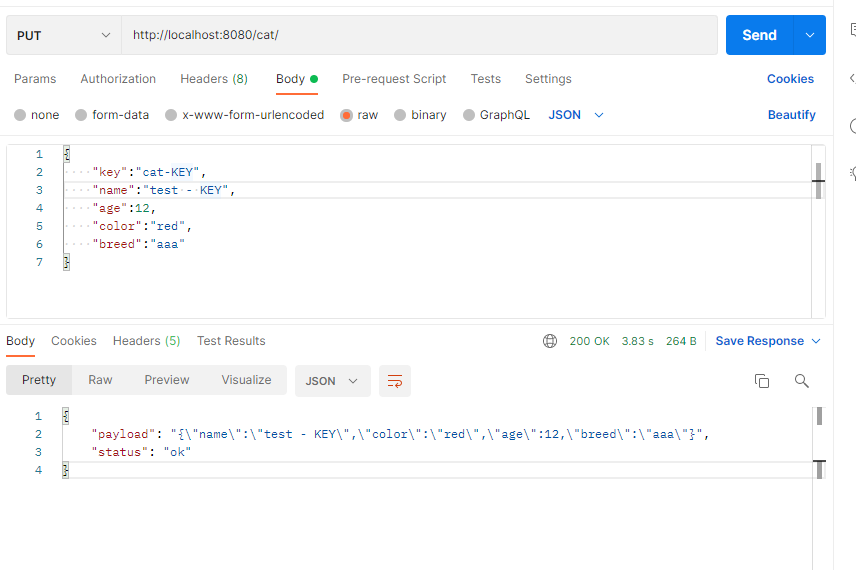 PUT http://localhost:8080/cat/ Send
Params Authorization Headers (8) Body Pre-request Script Tests Settings Cookies
none form-data x-www-form-urlencoded raw binary GraphQL JSON Beautify
1 {
2 "key":"cat-KEY",
3 "name":"test - KEY",
4 "age":12,
5 "color":"red",
6 "breed":"aaa"
7 }
Body Cookies Headers (5) Test Results 200 OK 3.83 s 264 B Save Response
Pretty Raw Preview Visualize JSON
1 {
2 "payload": "{\"name\":\"test - KEY\",\"color\":\"red\",\"age\":12,\"breed\":\"aaa\"}",
3 "status": "ok"
4 }